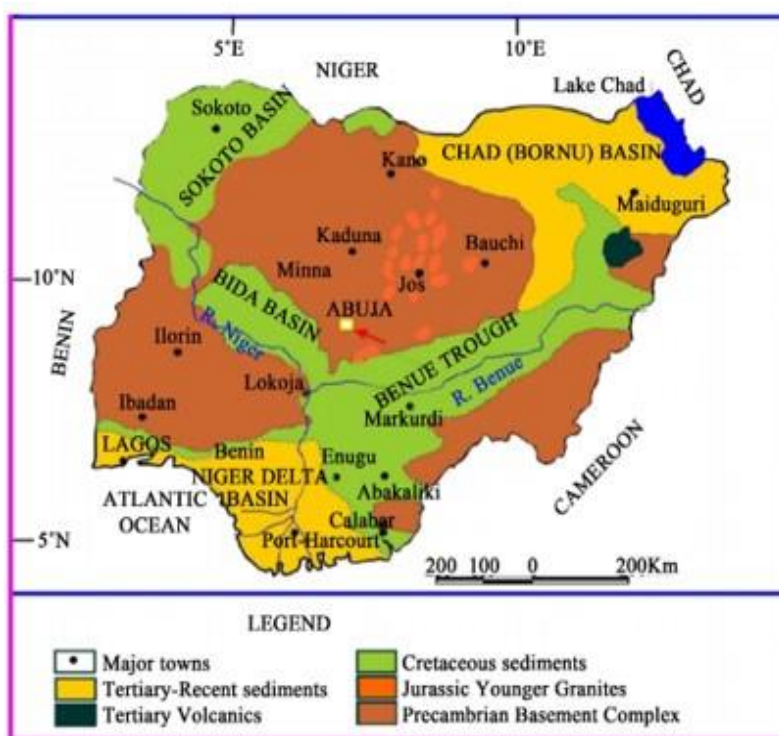 5°E 10°E
NIGER
CHAD
Lake Chad
Sokoto
SOKOTO BASIN
Kano
CHAD (BORNU) BASIN
Maiduguri
Kaduna
Bauchi
Minna
Jos
10°N
BIDA BASIN
ABUJA
BENIN
R. Niger
Ilorin
BENUE TROUGH
R. Benue
Lokoja
Markurdi
Ibadan
CAMEROON
LAGOS
Benin
Enugu
NIGER DELTA
BASIN
Abakaliki
ATLANTIC
OCEAN
Calabar
Port-Harcourt
5°N
200 100 0 200Km
LEGEND
Major towns
Tertiary-Recent sediments
Tertiary Volcanics
Cretaceous sediments
Jurassic Younger Granites
Precambrian Basement Complex